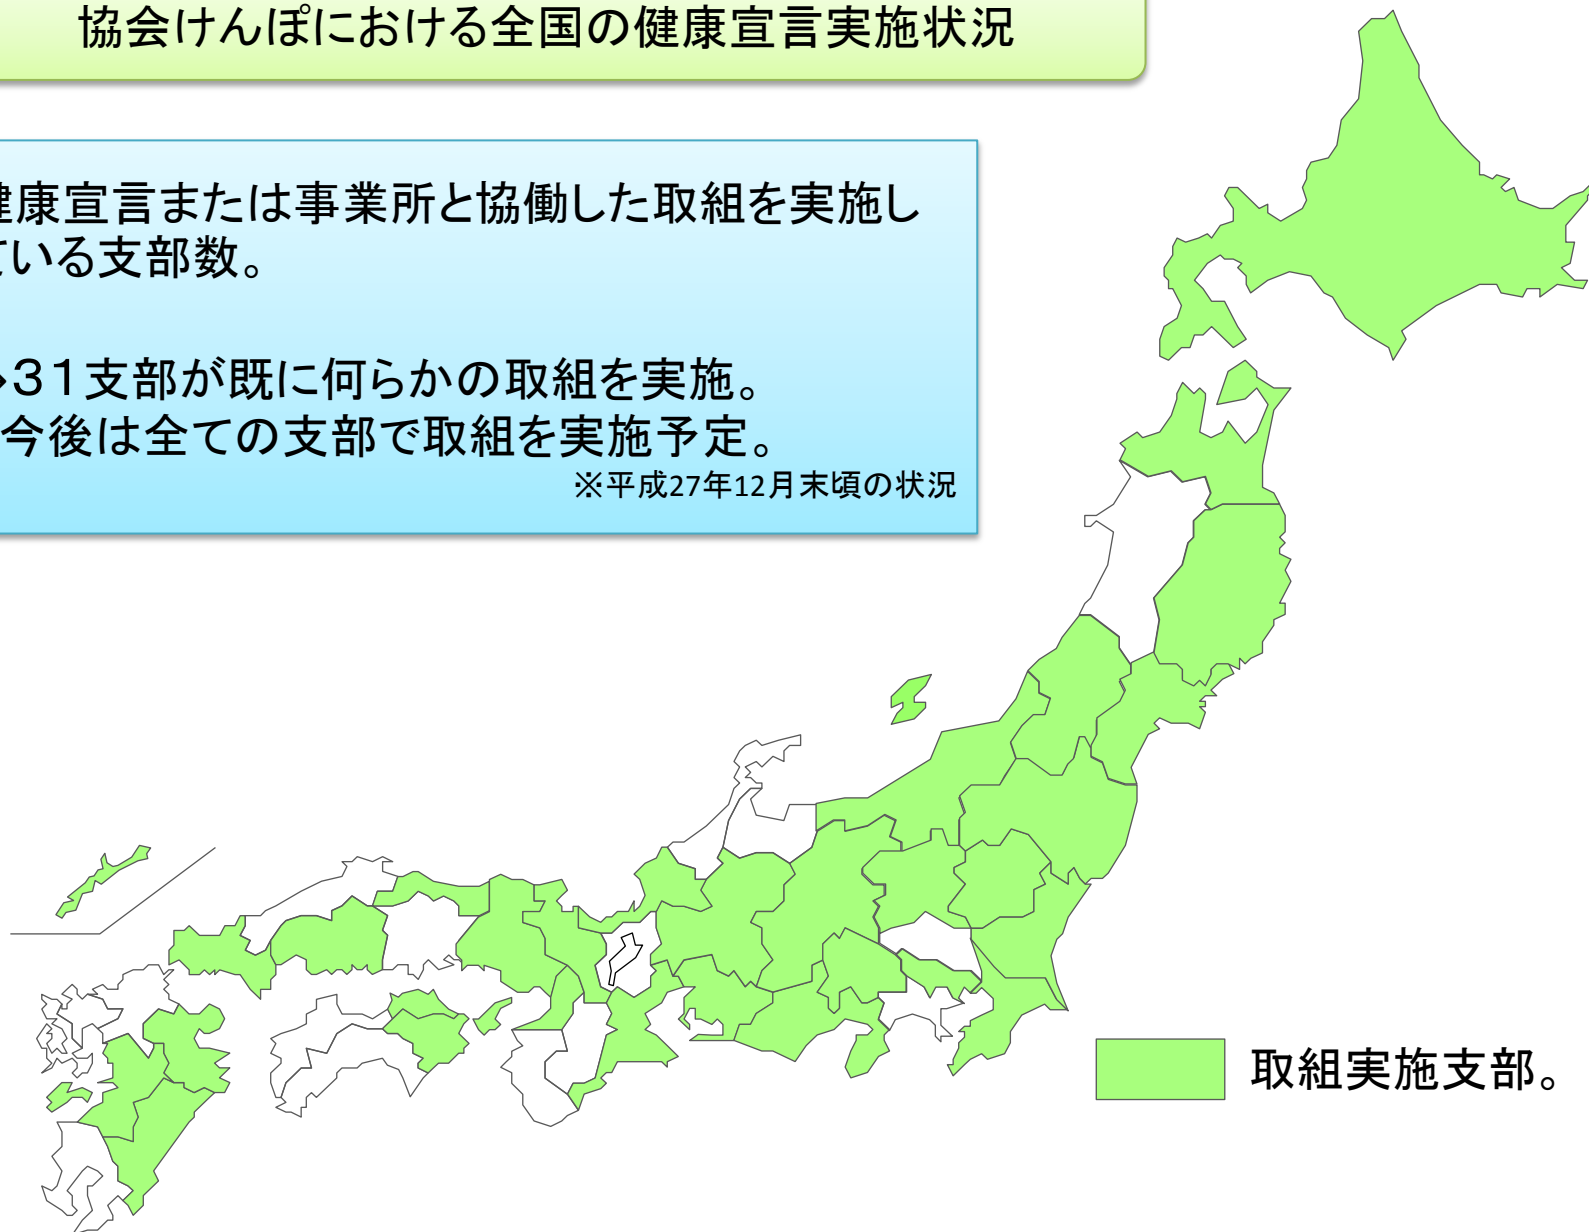 協会けんぽにおける全国の健康宣言実施状況
健康宣言または事業所と協働した取組を実施し
ている支部数。
31支部が既に何らかの取組を実施。
今後は全ての支部で取組を実施予定。
※平成27年12月末頃の状況
取組実施支部。